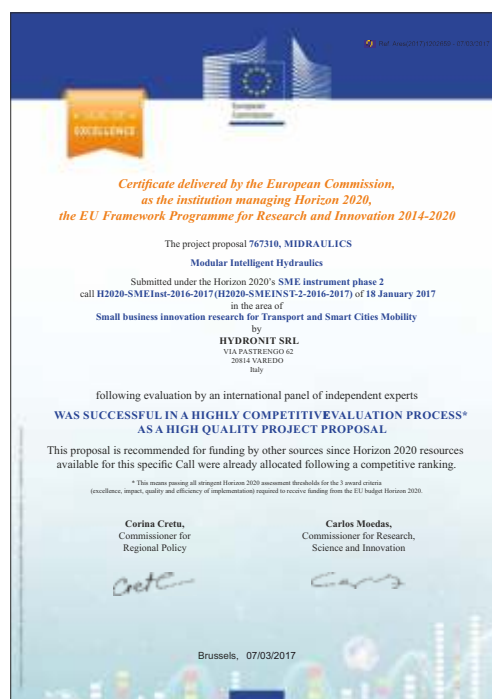 European
Commission
EXCELLENCE
Certificate delivered by the European Commission,
as the institution managing Horizon 2020,
the EU Framework Programme for Research and Innovation 2014-2020
The project proposal 767310, MIDRAULICS
Modular Intelligent Hydraulics
Submitted under the Horizon 2020's SME instrument phase 2
call H2020-SMEInst-2016-2017(H2020-SMEINST-2-2016-2017) of 18 January 2017
in the area of
Small business innovation research for Transport and Smart Cities Mobility
by
HYDRONIT SRL
VIA PASTRENGO 62
20814 VAREDO
Italy
following evaluation by an international panel of independent experts
WAS SUCCESSFUL IN A HIGHLY COMPETITIVEEVALUATION PROCESS*
AS A HIGH QUALITY PROJECT PROPOSAL
This proposal is recommended for funding by other sources since Horizon 2020 resources
available for this specific Call were already allocated following a competitive ranking.
* This means passing all stringent Horizon 2020 assessment thresholds for the 3 award criteria
(excellence, impact, quality and efficiency of implementation) required to receive funding from the EU budget Horizon 2020.
Corina Cretu,
Commissioner for
Regional Policy
Carlos Moedas,
Commissioner for Research,
Science and Innovation
Brussels, 07/03/2017